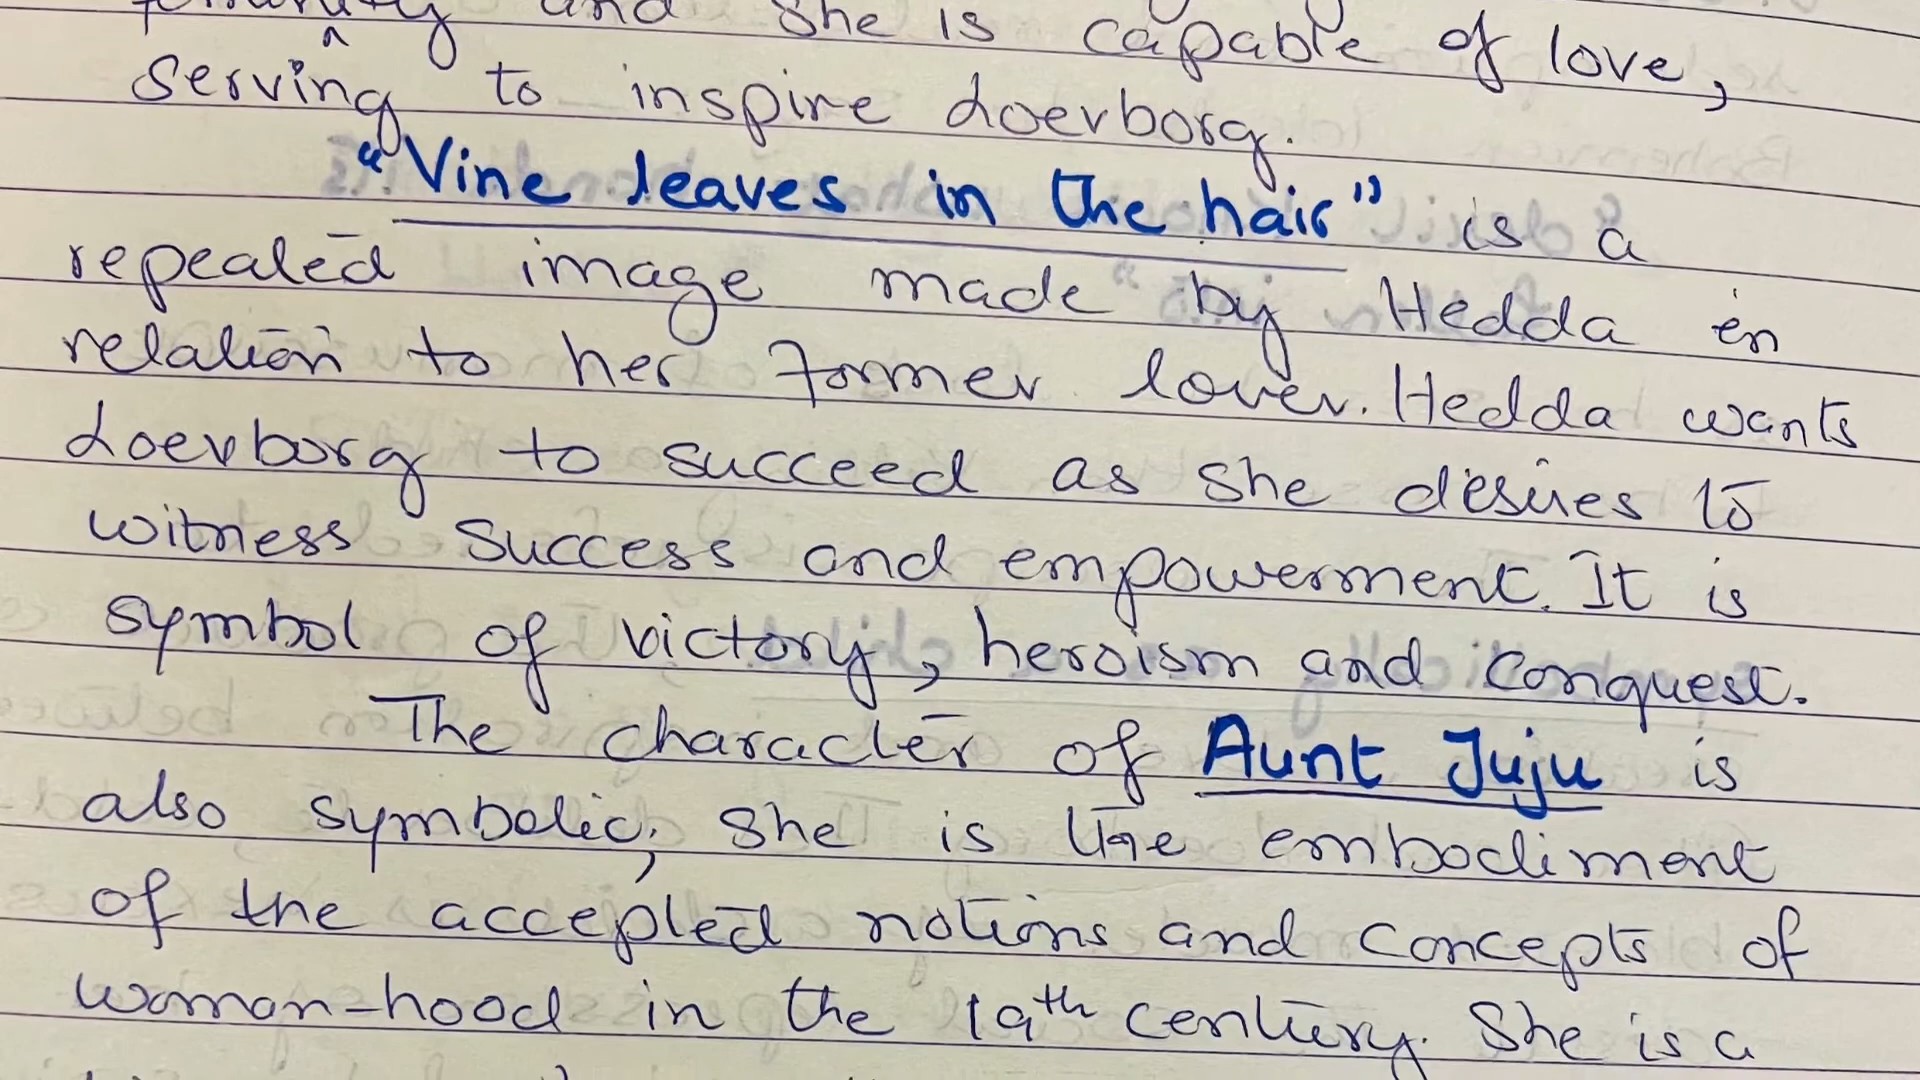 and she is capable of love,
serving to inspire Loevborg.
"Vine leaves in the hair" is a
repeated image made by Hedda in
relation to her former lover. Hedda wants
Loevborg to succeed as she desires to
witness success and empowerment. It is
symbol of victory, heroism and conquest.
The character of Aunt Juju is
also symbolic; she is the embodiment
of the accepted notions and concepts of
woman-hood in the 19th century. She is a